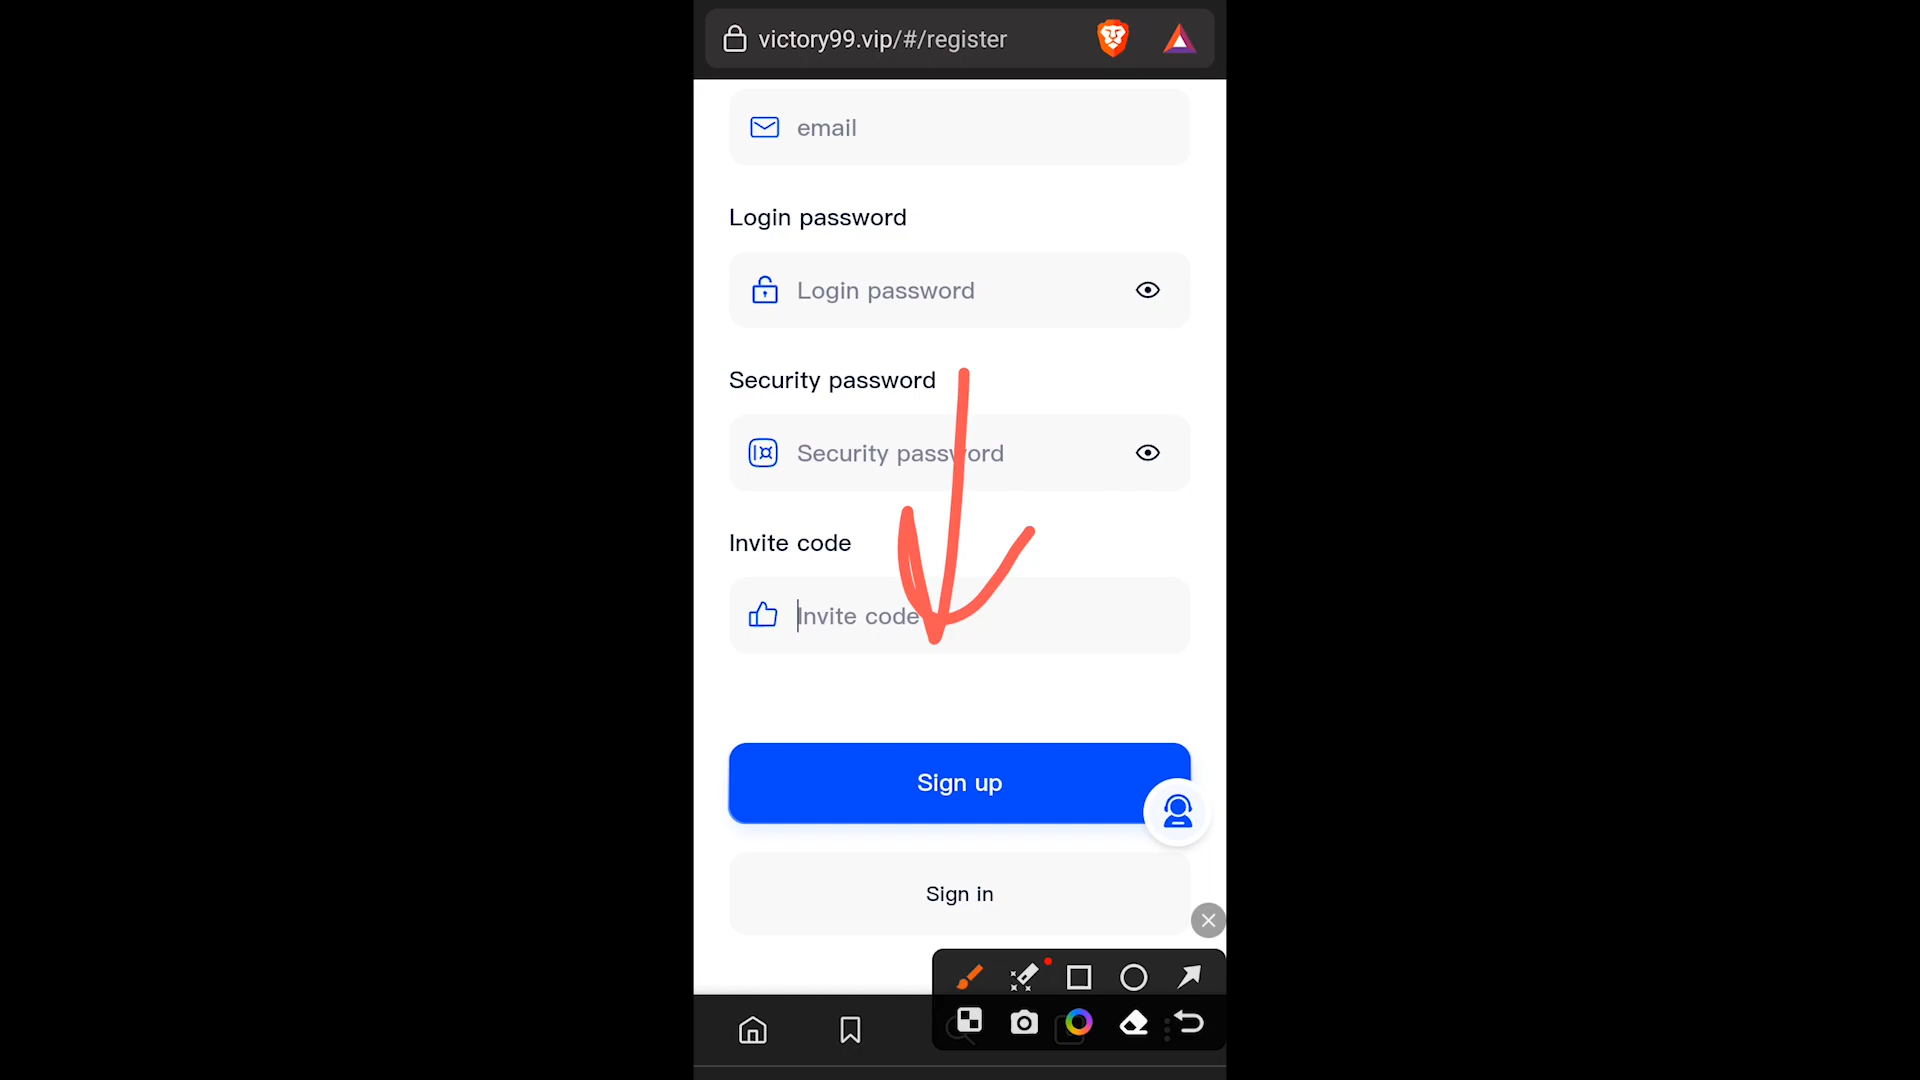 victory99.vip/#/register
email
Login password
Login password
Security password
Security password
Invite code
Invite code
Sign up
Sign in